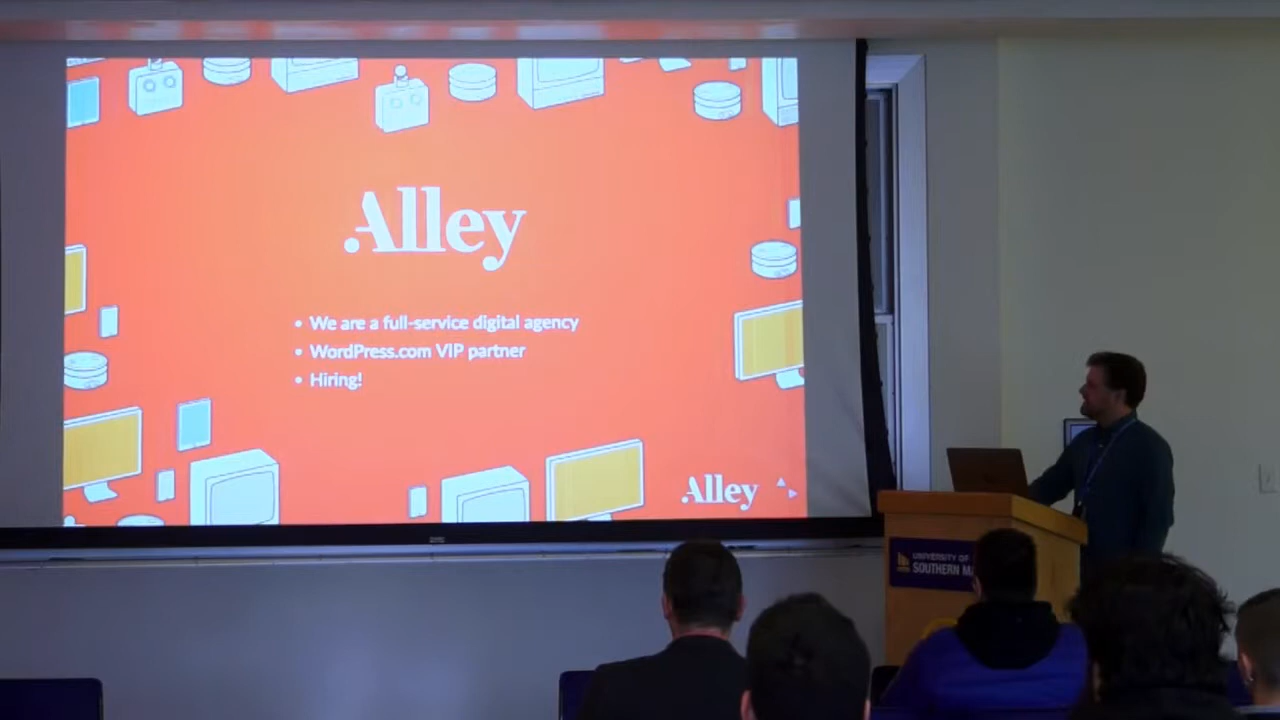 Alley
• We are a full-service digital agency
• WordPress.com VIP partner
• Hiring!
Alley
UNIVERSITY OF
SOUTHERN